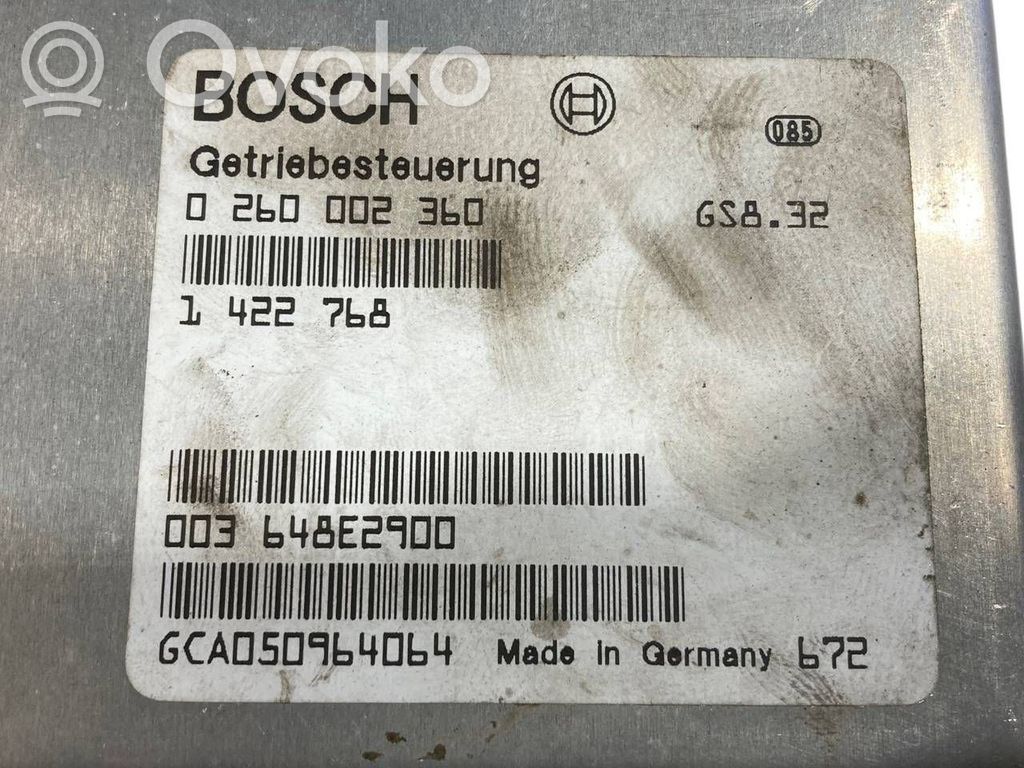 Ovoko
BOSCH
085
Getriebesteuerung
0 260 002 360 GS8.32
1 422 768
003 648E2900
GCA050964064 Made in Germany 672